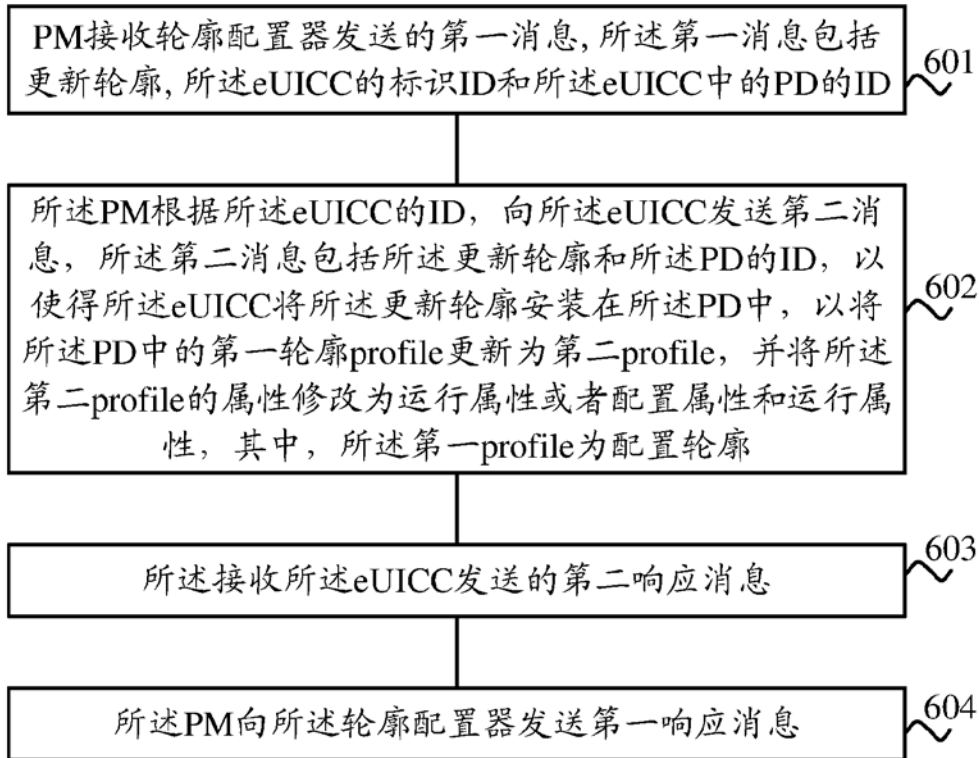 PM接收轮廓配置器发送的第一消息,所述第一消息包括
更新轮廓,所述eUICC的标识ID和所述eUICC中的PD的ID
601
所述PM根据所述eUICC的ID，向所述eUICC发送第二消
息，所述第二消息包括所述更新轮廓和所述PD的ID，以
使得所述eUICC将所述更新轮廓安装在所述PD中，以将
所述PD中的第一轮廓profile更新为第二profile，并将所述
第二profile的属性修改为运行属性或者配置属性和运行属
性，其中，所述第一profile为配置轮廓
602
所述接收所述eUICC发送的第二响应消息
603
所述PM向所述轮廓配置器发送第一响应消息
604